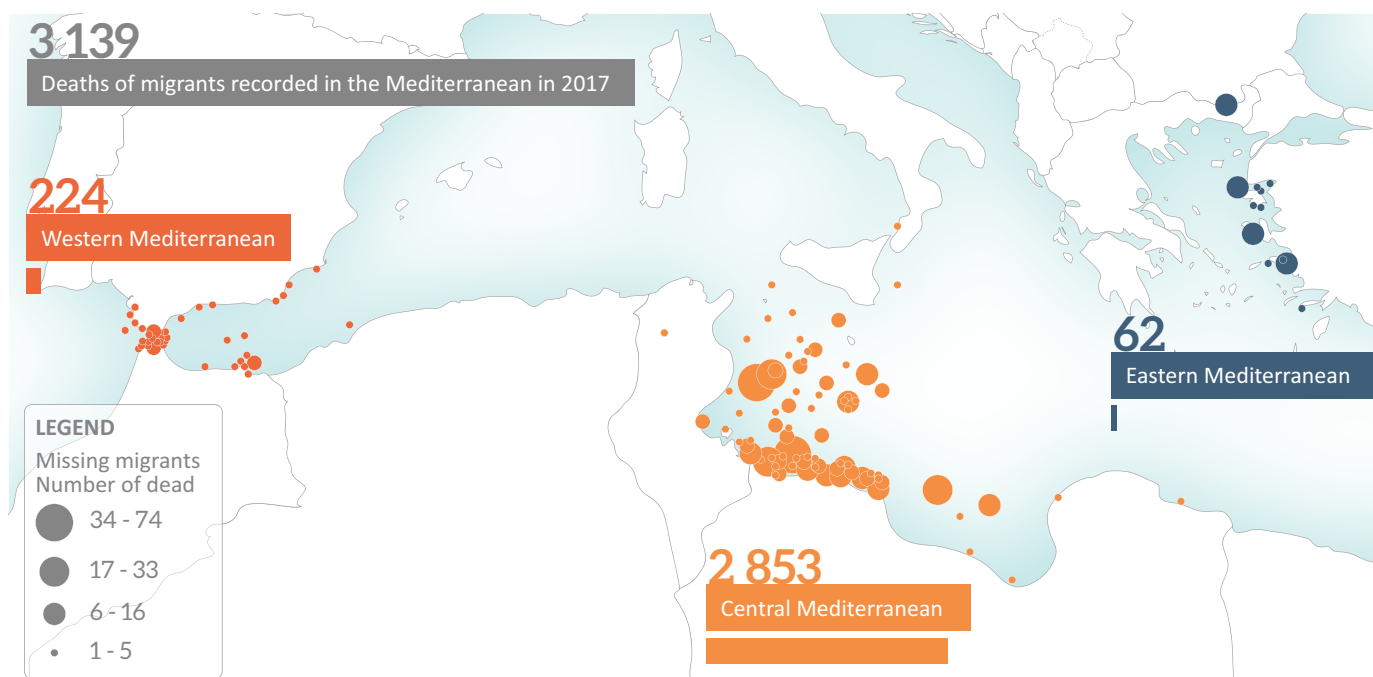 3 139
Deaths of migrants recorded in the Mediterranean in 2017
224
Western Mediterranean
62
Eastern Mediterranean
LEGEND
Missing migrants
Number of dead
34 - 74
17 - 33
6 - 16
1 - 5
2 853
Central Mediterranean